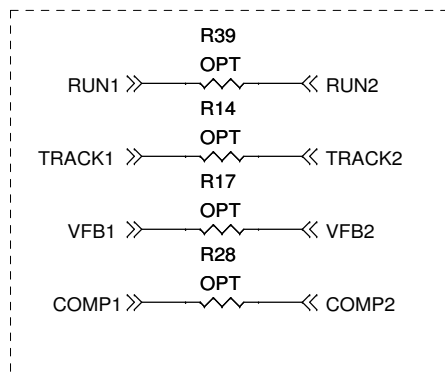 R39
OPT
RUN1 RUN2
R14
OPT
TRACK1 TRACK2
R17
OPT
VFB1 VFB2
R28
OPT
COMP1 COMP2